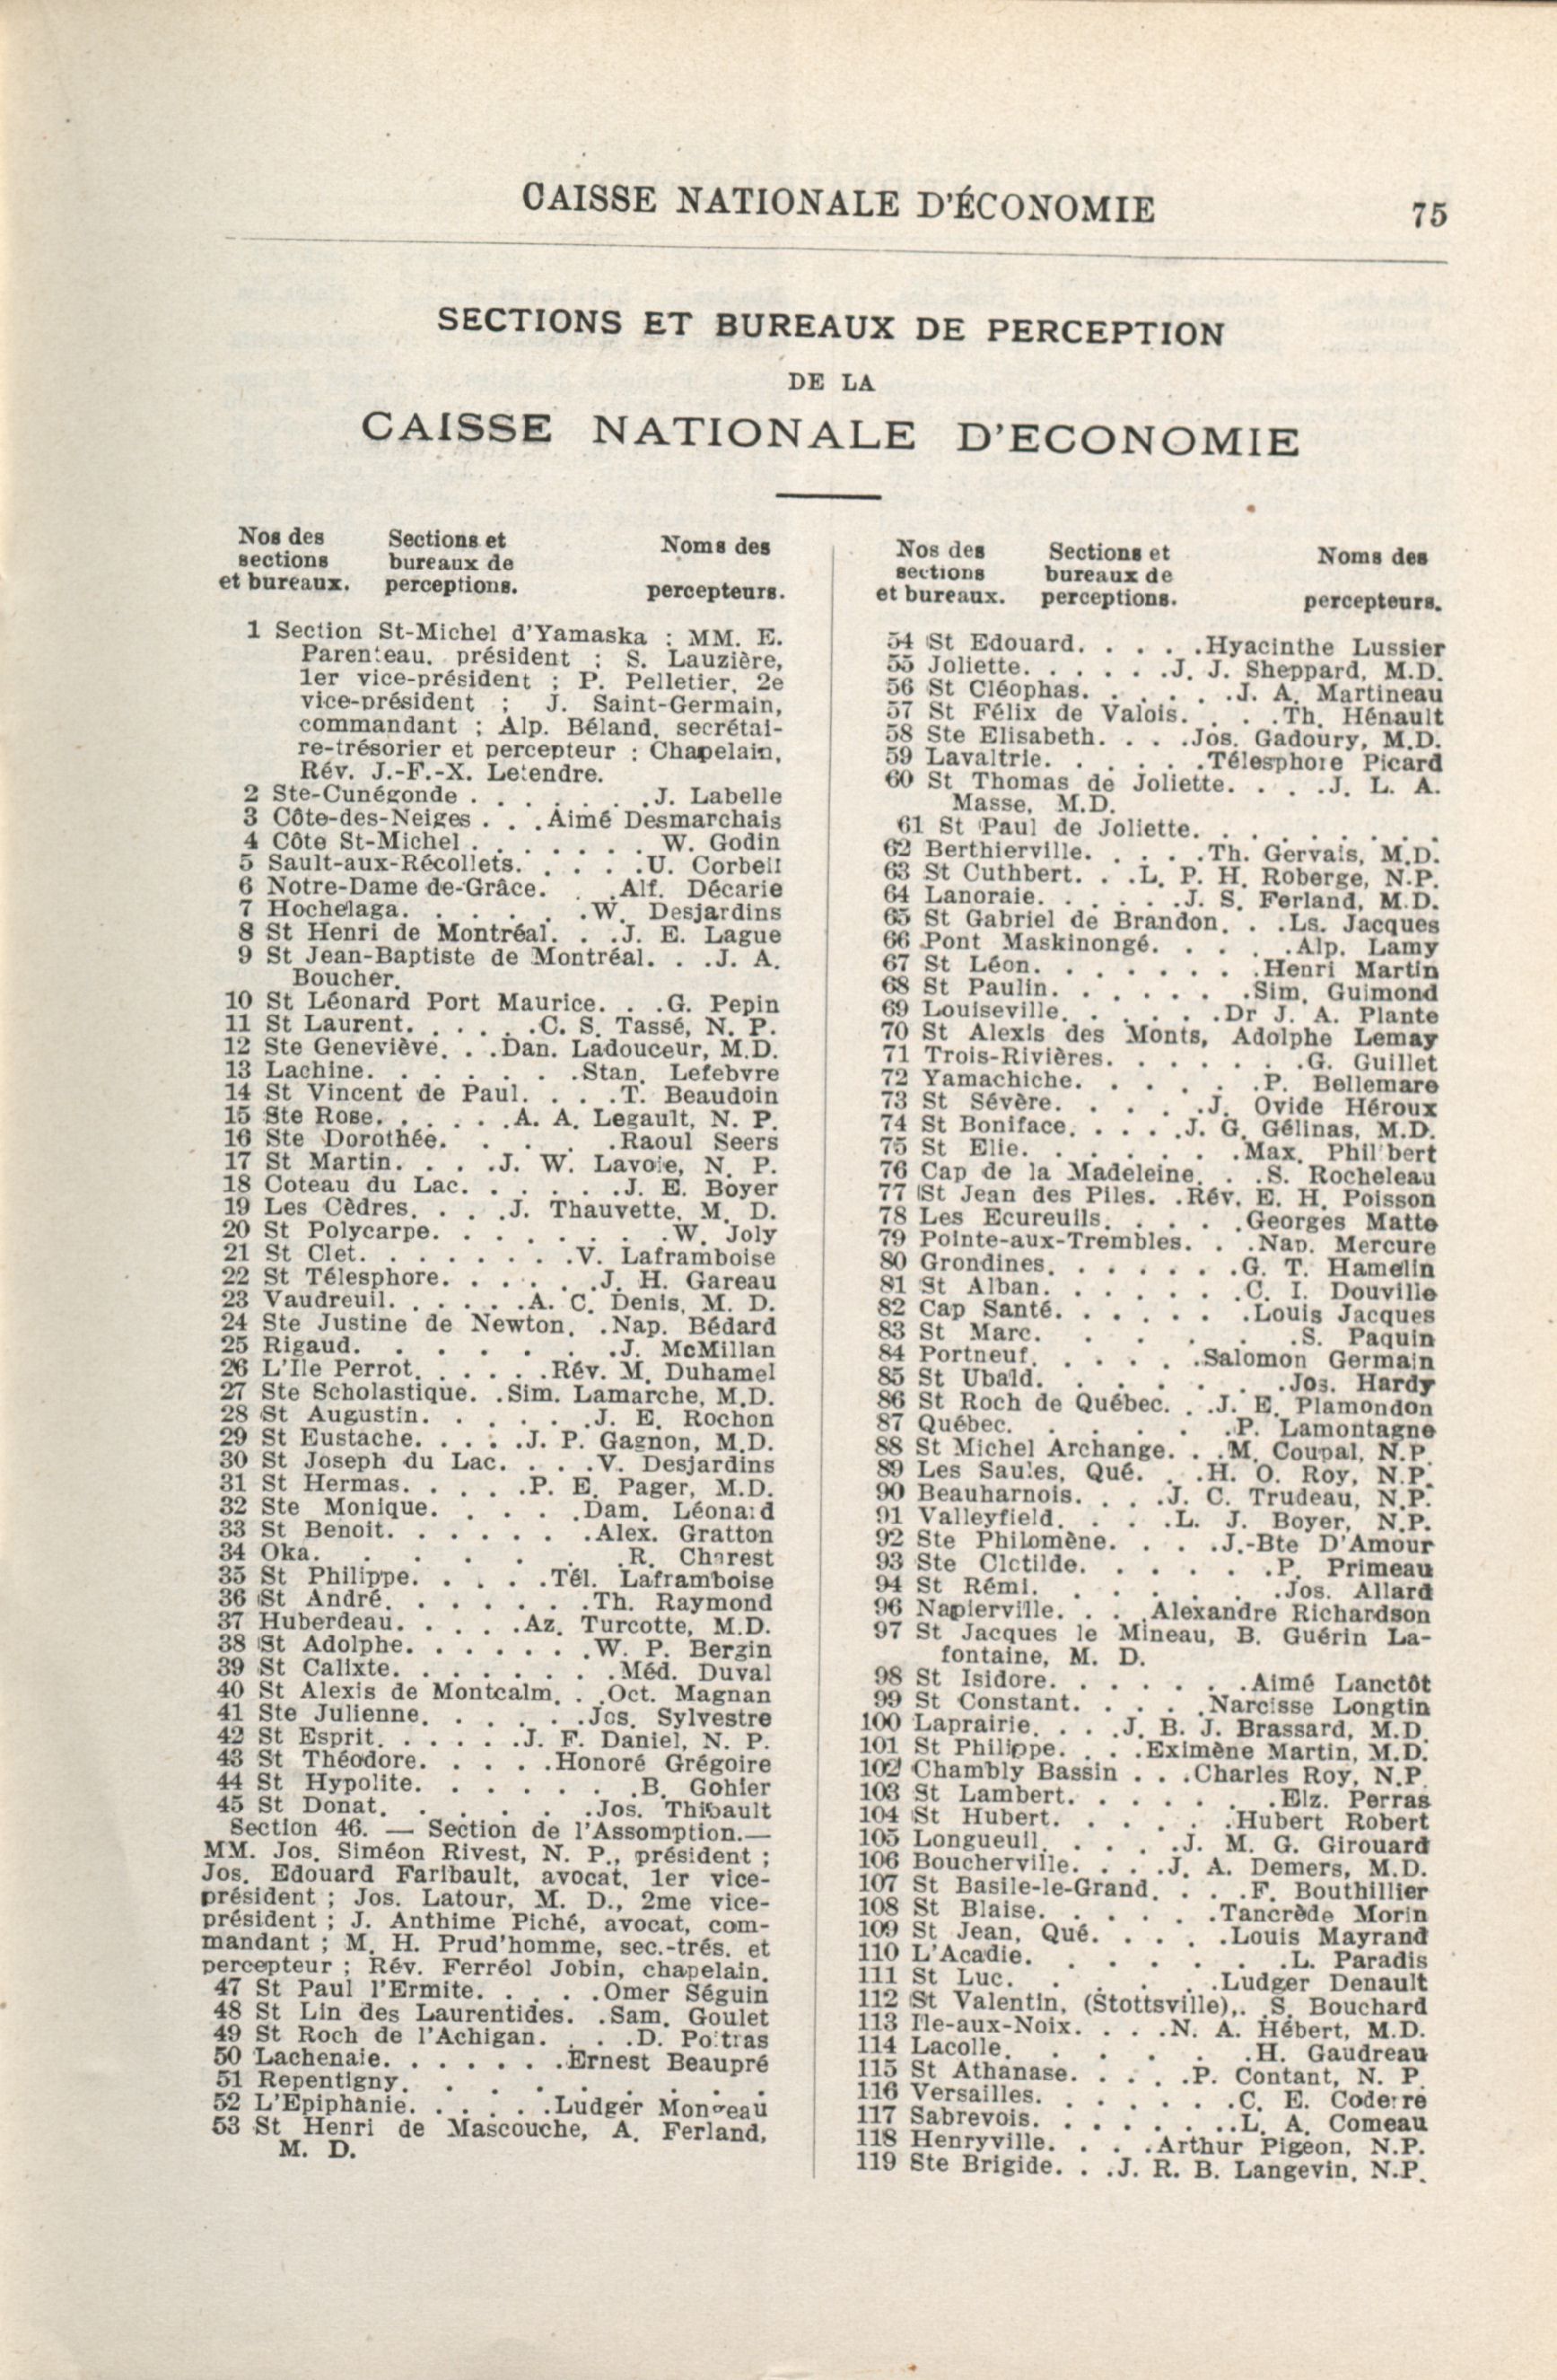 CAISSE NATIONALE D'ÉCONOMIE 75
SECTIONS ET BUREAUX DE PERCEPTION
DE LA
CAISSE NATIONALE D'ECONOMIE
Nos des Sections et Noms des
sections bureaux de
et bureaux. perceptions. percepteurs.
1 Section St-Michel d'Yamaska : MM. E.
Parenteau, président ; S. Lauzière,
1er vice-président ; P. Pelletier, 2e
vice-président ; J. Saint-Germain,
commandant ; Alp. Béland, secrétai-
re-trésorier et percepteur ; Chapelain,
Rév. J.-F.-X. Letendre.
2 Ste-Cunégonde . . . . . . . .J. Labelle
3 Côte-des-Neiges . . .Aimé Desmarchais
4 Côte St-Michel . . . . . . . . W. Godin
5 Sault-aux-Récollets. . . . . .U. Corbeil
6 Notre-Dame de-Grâce. . .Alf. Décarie
7 Hochelaga. . . . . . .W. Desjardins
8 St Henri de Montréal. . .J. E. Lague
9 St Jean-Baptiste de Montréal. . .J. A.
Boucher.
10 St Léonard Port Maurice. . .G. Pepin
11 St Laurent. . . . . .C. S. Tassé, N. P.
12 Ste Geneviève. . .Dan. Ladouceur, M.D.
13 Lachine. . . . . . . .Stan. Lefebvre
14 St Vincent de Paul. . . .T. Beaudoin
15 Ste Rose. . . . . .A. A. Legault, N. P.
16 Ste Dorothée. . . . . .Raoul Seers
17 St Martin. . . . .J. W. Lavoie, N. P.
18 Coteau du Lac. . . . . . .J. E. Boyer
19 Les Cèdres. . . . .J. Thauvette, M. D.
20 St Polycarpe. . . . . . . . .W. Joly
21 St Clet. . . . . . . . .V. Laframboise
22 St Télesphore. . . . . . .J. H. Gareau
23 Vaudreuil. . . . . . .A. C. Denis, M. D.
24 Ste Justine de Newton. .Nap. Bédard
25 Rigaud. . . . . . . . .J. McMillan
26 L'Ile Perrot. . . . . .Rév. M. Duhamel
27 Ste Scholastique. .Sim. Lamarche, M.D.
28 St Augustin. . . . . . .J. E. Rochon
29 St Eustache. . . . .J. P. Gagnon, M.D.
30 St Joseph du Lac. . . . .V. Desjardins
31 St Hermas. . . . . .P. E. Pager, M.D.
32 Ste Monique. . . . . .Dam. Léonard
33 St Benoit. . . . . . . .Alex. Gratton
34 Oka. . . . . . . .R. Charest
35 St Philippe. . . . . .Tél. Laframboise
36 St André. . . . . . . .Th. Raymond
37 Huberdeau. . . . . .Az. Turcotte, M.D.
38 St Adolphe. . . . . . . .W. P. Bergin
39 St Calixte. . . . . . . . .Méd. Duval
40 St Alexis de Montcalm. . .Oct. Magnan
41 Ste Julienne. . . . . . .Jos. Sylvestre
42 St Esprit. . . . . . .J. F. Daniel, N. P.
43 St Théodore. . . . . .Honoré Grégoire
44 St Hypolite. . . . . . . .B. Gohier
45 St Donat. . . . . . .Jos. Thibault
Section 46. — Section de l'Assomption.—
MM. Jos. Siméon Rivest, N. P., président ;
Jos. Edouard Faribault, avocat, 1er vice-
président ; Jos. Latour, M. D., 2me vice-
président ; J. Anthime Piché, avocat, com-
mandant ; M. H. Prud'homme, sec.-trés. et
percepteur ; Rév. Ferréol Jobin, chapelain.
47 St Paul l'Ermite. . . . . .Omer Séguin
48 St Lin des Laurentides. .Sam. Goulet
49 St Roch de l'Achigan. . . .D. Poitras
50 Lachenaie. . . . . . . .Ernest Beaupré
51 Repentigny. . . . . . . . .
52 L'Epiphanie. . . . . . .Ludger Mongeau
53 St Henri de Mascouche, A. Ferland,
M. D.
Nos des Sections et Noms des
sections bureaux de
et bureaux. perceptions. percepteurs.
54 St Edouard. . . . . .Hyacinthe Lussier
55 Joliette. . . . . . .J. J. Sheppard, M.D.
56 St Cléophas. . . . . . .J. A. Martineau
57 St Félix de Valois. . . .Th. Hénault
58 Ste Elisabeth. . . . .Jos. Gadoury, M.D.
59 Lavaltrie. . . . . . .Télesphore Picard
60 St Thomas de Joliette. . . .J. L. A.
Masse, M.D.
61 St Paul de Joliette. . . . . . . . .
62 Berthierville. . . . . .Th. Gervais, M.D.
63 St Cuthbert. . .L. P. H. Roberge, N.P.
64 Lanoraie. . . . . . .J. S. Ferland, M.D.
65 St Gabriel de Brandon. . .Ls. Jacques
66 Pont Maskinongé. . . . .Alp. Lamy
67 St Léon. . . . . . . . .Henri Martin
68 St Paulin. . . . . . . .Sim. Guimond
69 Louiseville. . . . . . .Dr J. A. Plante
70 St Alexis des Monts, Adolphe Lemay
71 Trois-Rivières. . . . . . . .G. Guillet
72 Yamachiche. . . . . . .P. Bellemare
73 St Sévère. . . . . .J. Ovide Héroux
74 St Boniface. . . . . .J. G. Gélinas, M.D.
75 St Elie. . . . . . . .Max. Philibert
76 Cap de la Madeleine. . .S. Rocheleau
77 St Jean des Piles. .Rév. E. H. Poisson
78 Les Ecureuils. . . . . .Georges Matte
79 Pointe-aux-Trembles. . .Nap. Mercure
80 Grondines. . . . . . . .G. T. Hamelin
81 St Alban. . . . . . . .C. I. Douville
82 Cap Santé. . . . . . . .Louis Jacques
83 St Marc. . . . . . .S. Paquin
84 Portneuf. . . . . . .Salomon Germain
85 St Ubald. . . . . . . .Jos. Hardy
86 St Roch de Québec. . .J. E. Plamondon
87 Québec. . . . . . .P. Lamontagne
88 St Michel Archange. . .M. Coupal, N.P.
89 Les Saules, Qué. . .H. O. Roy, N.P.
90 Beauharnois. . . . .J. C. Trudeau, N.P.
91 Valleyfield. . . . .L. J. Boyer, N.P.
92 Ste Philomène. . . . .J.-Bte D'Amour
93 Ste Clotilde. . . . . . .P. Primeau
94 St Rémi. . . . . . . .Jos. Allard
96 Napierville. . . .Alexandre Richardson
97 St Jacques le Mineau, B. Guérin La-
fontaine, M. D.
98 St Isidore. . . . . . . .Aimé Lanctôt
99 St Constant. . . . . .Narcisse Longtin
100 Laprairie. . . . .J. B. J. Brassard, M.D.
101 St Philippe. . . . .Eximène Martin, M.D.
102 Chambly Bassin . . .Charles Roy, N.P.
103 St Lambert. . . . . . . .Elz. Perras
104 St Hubert. . . . . . .Hubert Robert
105 Longueuil. . . . . .J. M. G. Girouard
106 Boucherville. . . . .J. A. Demers, M.D.
107 St Basile-le-Grand. . . .F. Bouthillier
108 St Blaise. . . . . . .Tancrède Morin
109 St Jean, Qué. . . . . .Louis Mayrand
110 L'Acadie. . . . . . . .L. Paradis
111 St Luc. . . . . . .Ludger Denault
112 St Valentin, (Stottsville),. S. Bouchard
113 Ile-aux-Noix. . . . .N. A. Hébert, M.D.
114 Lacolle. . . . . . .H. Gaudreau
115 St Athanase. . . . . .P. Contant, N. P.
116 Versailles. . . . . . . .C. E. Coderre
117 Sabrevois. . . . . . . ..L. A. Comeau
118 Henryville. . . . .Arthur Pigeon, N.P.
119 Ste Brigide. . .J. R. B. Langevin, N.P.